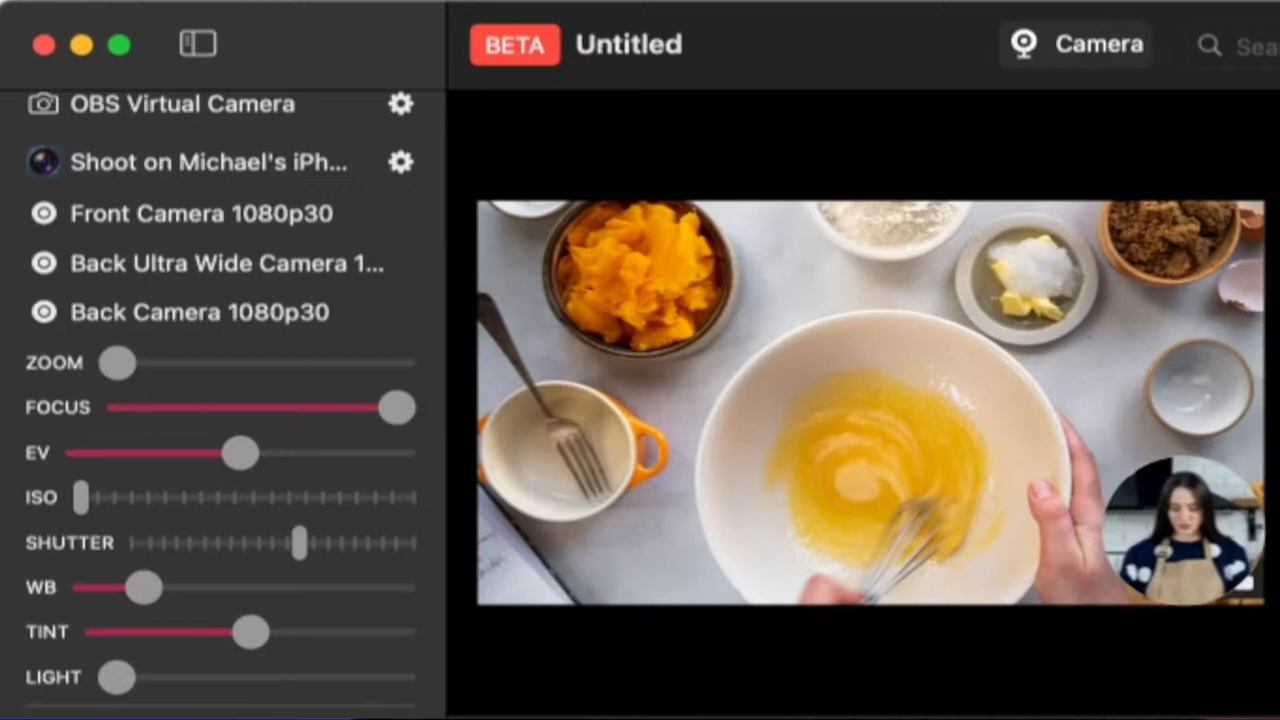 BETA Untitled
Camera
Sea
OBS Virtual Camera
Shoot on Michael's iPh...
Front Camera 1080p30
Back Ultra Wide Camera 1...
Back Camera 1080p30
ZOOM
FOCUS
EV
ISO
SHUTTER
WB
TINT
LIGHT